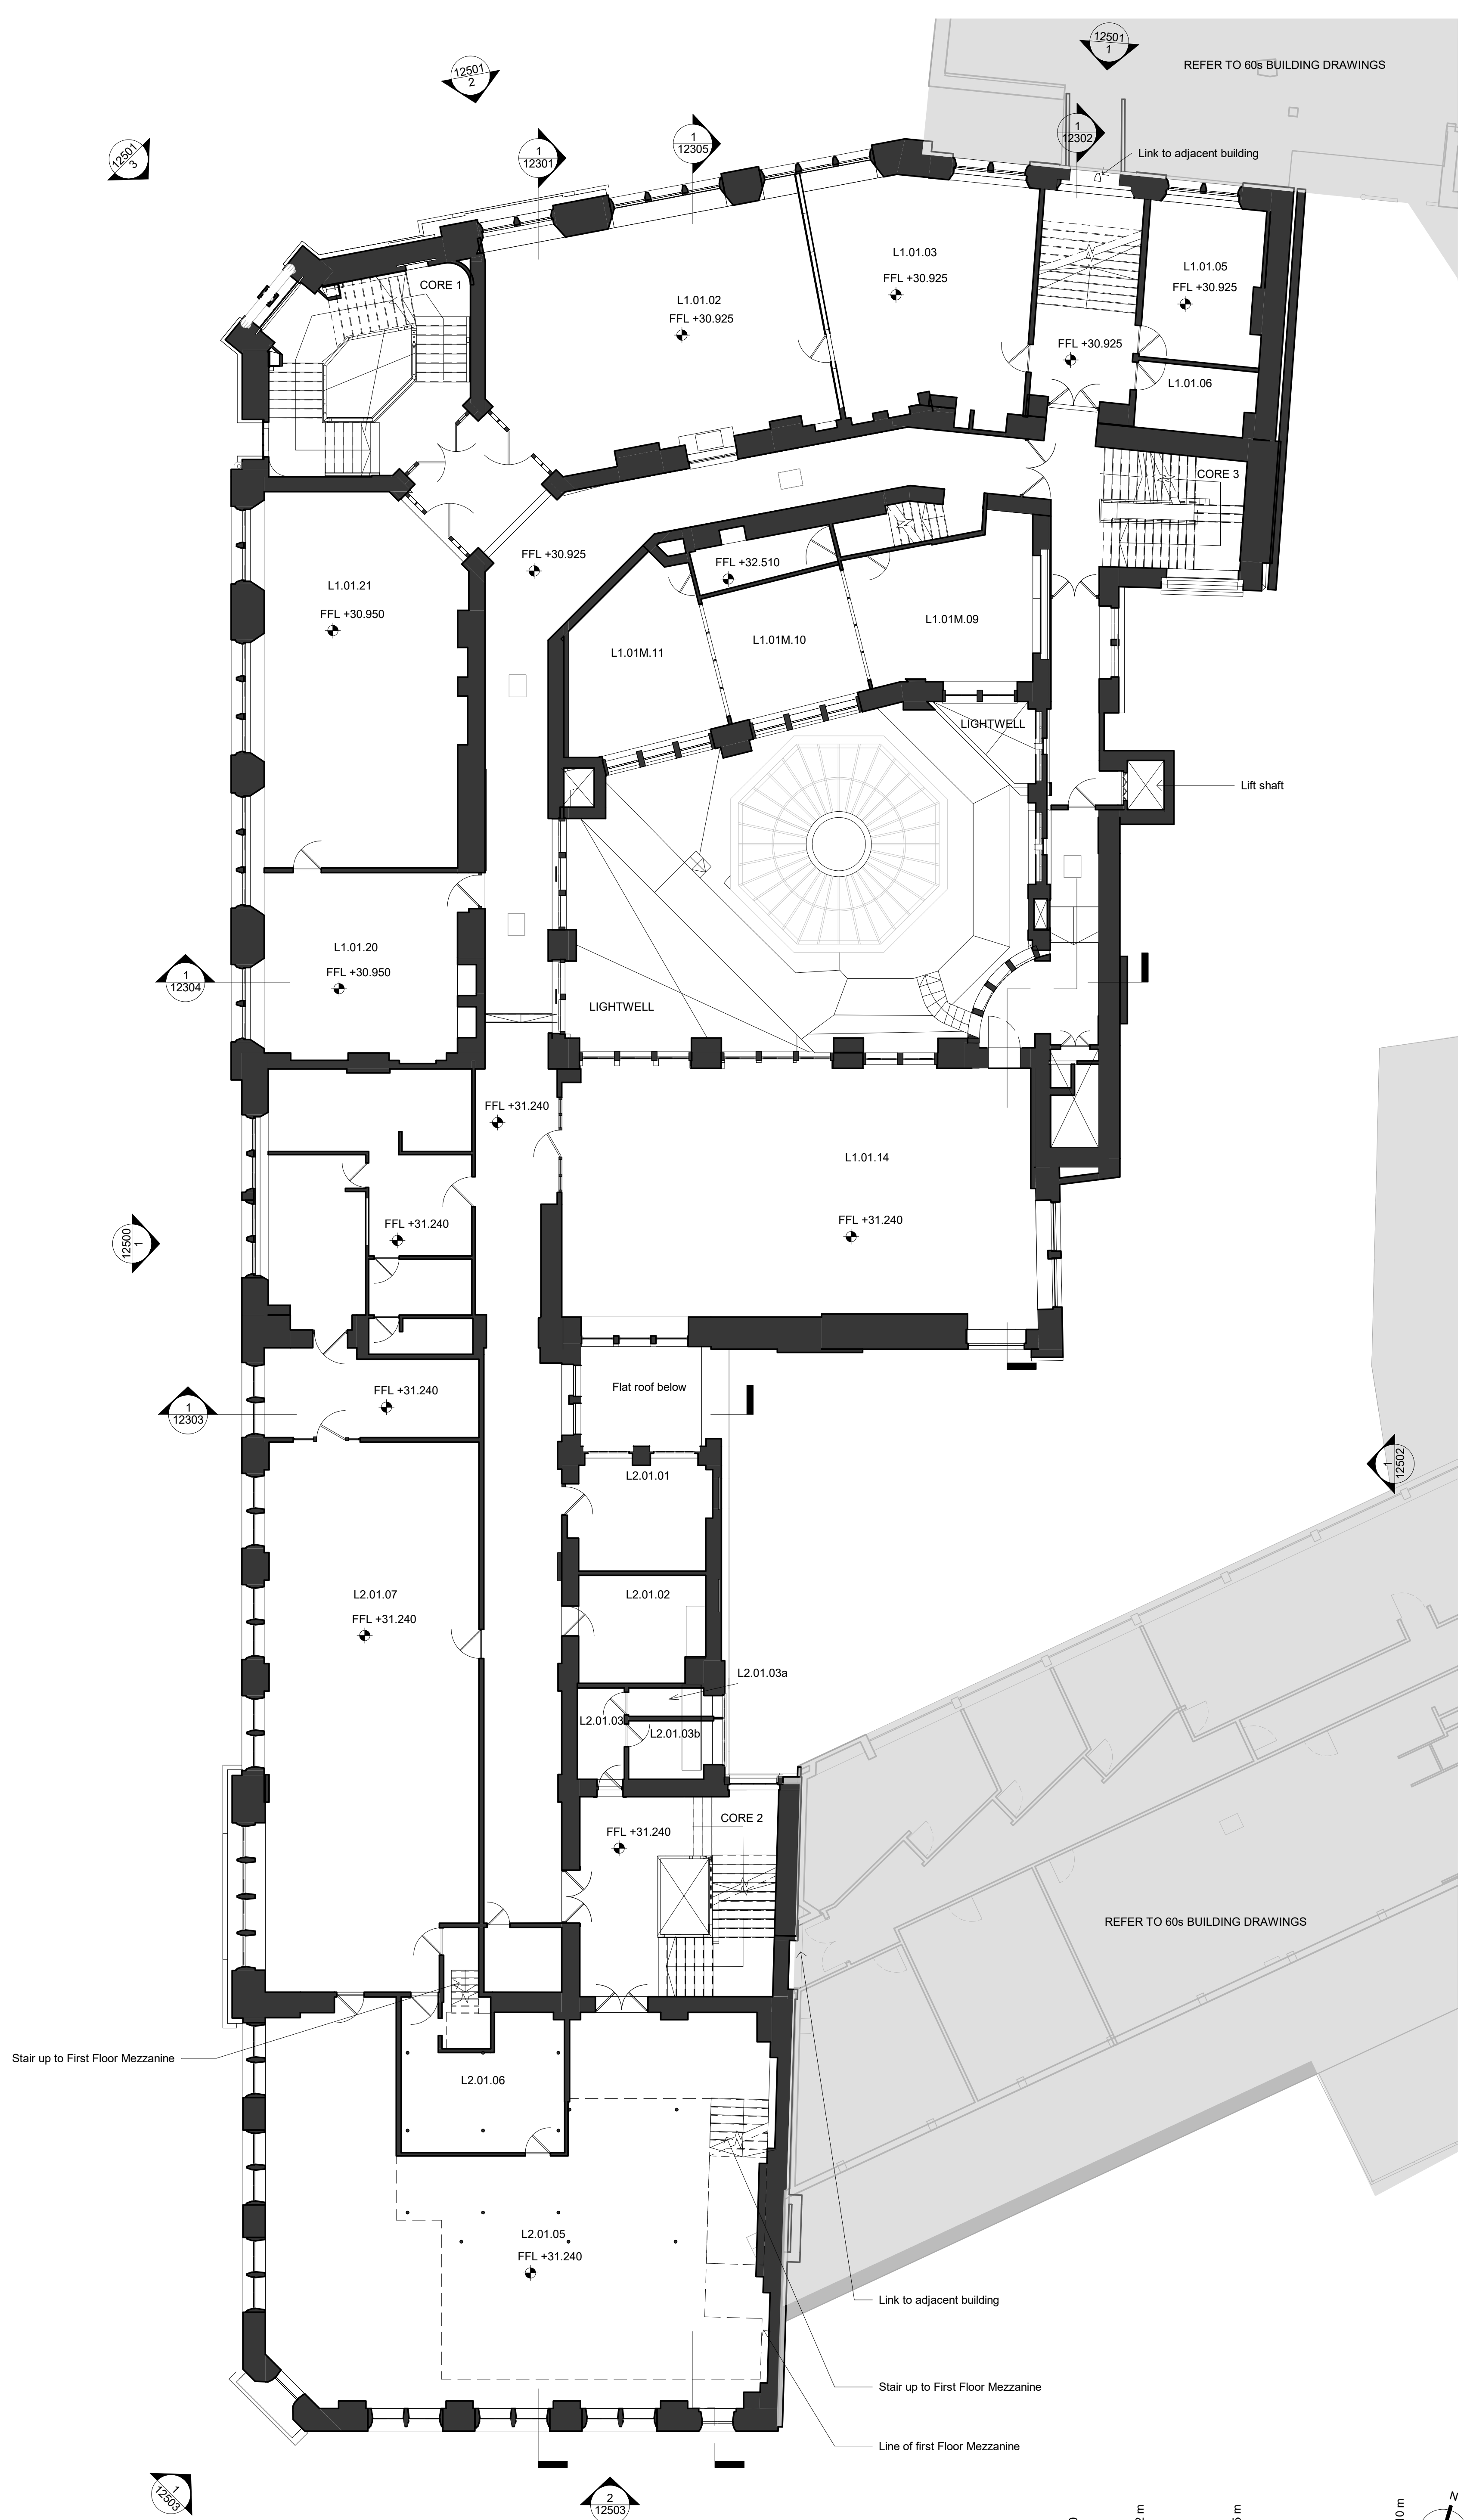 12501
1
REFER TO 60s BUILDING DRAWINGS
12501
2
12501
3
1
12301
1
12305
1
12302
Link to adjacent building
L1.01.03
FFL +30.925
L1.01.05
FFL +30.925
CORE 1
L1.01.02
FFL +30.925
FFL +30.925
L1.01.06
CORE 3
FFL +30.925
FFL +32.510
L1.01.21
FFL +30.950
L1.01M.09
L1.01M.10
L1.01M.11
LIGHTWELL
Lift shaft
L1.01.20
FFL +30.950
1
12304
LIGHTWELL
FFL +31.240
L1.01.14
FFL +31.240
FFL +31.240
12500
1
Flat roof below
FFL +31.240
1
12303
1
12502
L2.01.01
L2.01.07
FFL +31.240
L2.01.02
L2.01.03a
L2.01.03
L2.01.03b
CORE 2
FFL +31.240
REFER TO 60s BUILDING DRAWINGS
Stair up to First Floor Mezzanine
L2.01.06
L2.01.05
FFL +31.240
Link to adjacent building
Stair up to First Floor Mezzanine
Line of first Floor Mezzanine
1
12503
2
12503
2 m
5 m
10 m
N